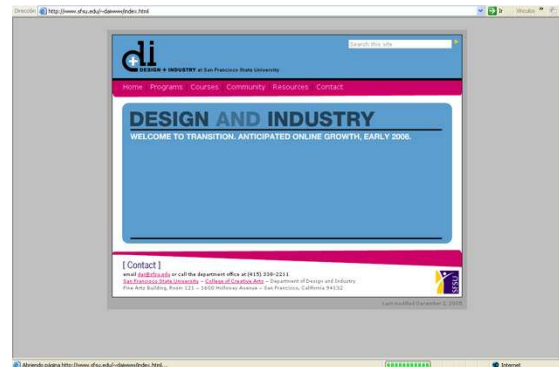 Dirección http://www.sfsu.edu/~daiwww/index.html Ir Vínculos
di
DESIGN + INDUSTRY at San Francisco State University
Search this site
Home Programs Courses Community Resources Contact
DESIGN AND INDUSTRY
WELCOME TO TRANSITION. ANTICIPATED ONLINE GROWTH, EARLY 2006.
[ Contact ]
email dai@sfsu.edu or call the department office at (415) 338-2211
San Francisco State University – College of Creative Arts – Department of Design and Industry
Fine Arts Building, Room 121 – 1600 Holloway Avenue – San Francisco, California 94132
SFSU
Last modified December 2, 2005
Abriendo página http://www.sfsu.edu/~daiwww/index.html... Internet